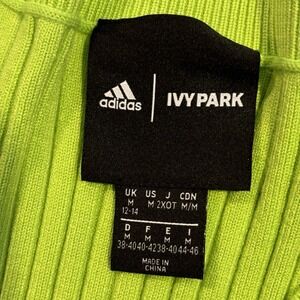 adidas | IVY PARK
UK US J CDN
M M 2XOT M/M
12-14
D F E I
M M M M
38-40 40-42 38-40 44-46
MADE IN
CHINA